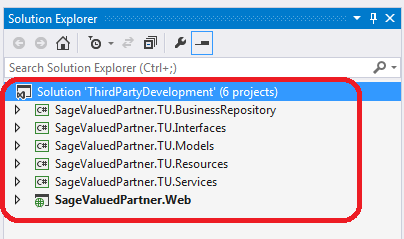 Solution Explorer
Search Solution Explorer (Ctrl+;)
Solution 'ThirdPartyDevelopment' (6 projects)
C# SageValuedPartner.TU.BusinessRepository
C# SageValuedPartner.TU.Interfaces
C# SageValuedPartner.TU.Models
C# SageValuedPartner.TU.Resources
C# SageValuedPartner.TU.Services
SageValuedPartner.Web